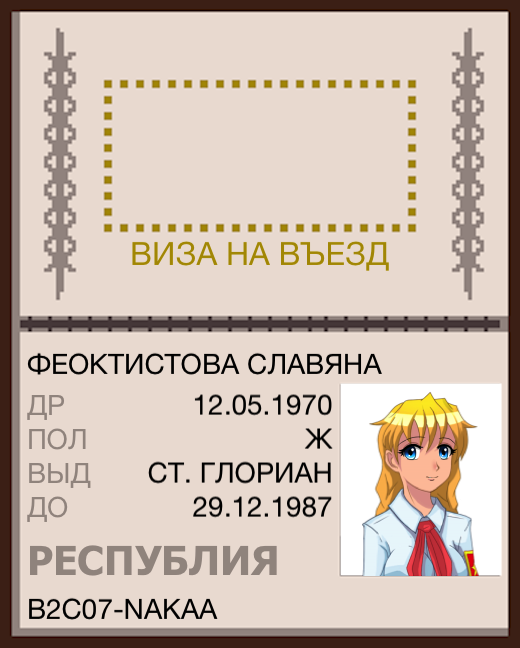 ВИЗА НА ВЪЕЗД
ФЕОКТИСТОВА СЛАВЯНА
ДР 12.05.1970
ПОЛ Ж
ВЫД СТ. ГЛОРИАН
ДО 29.12.1987
РЕСПУБЛИЯ
B2C07-NAKAA